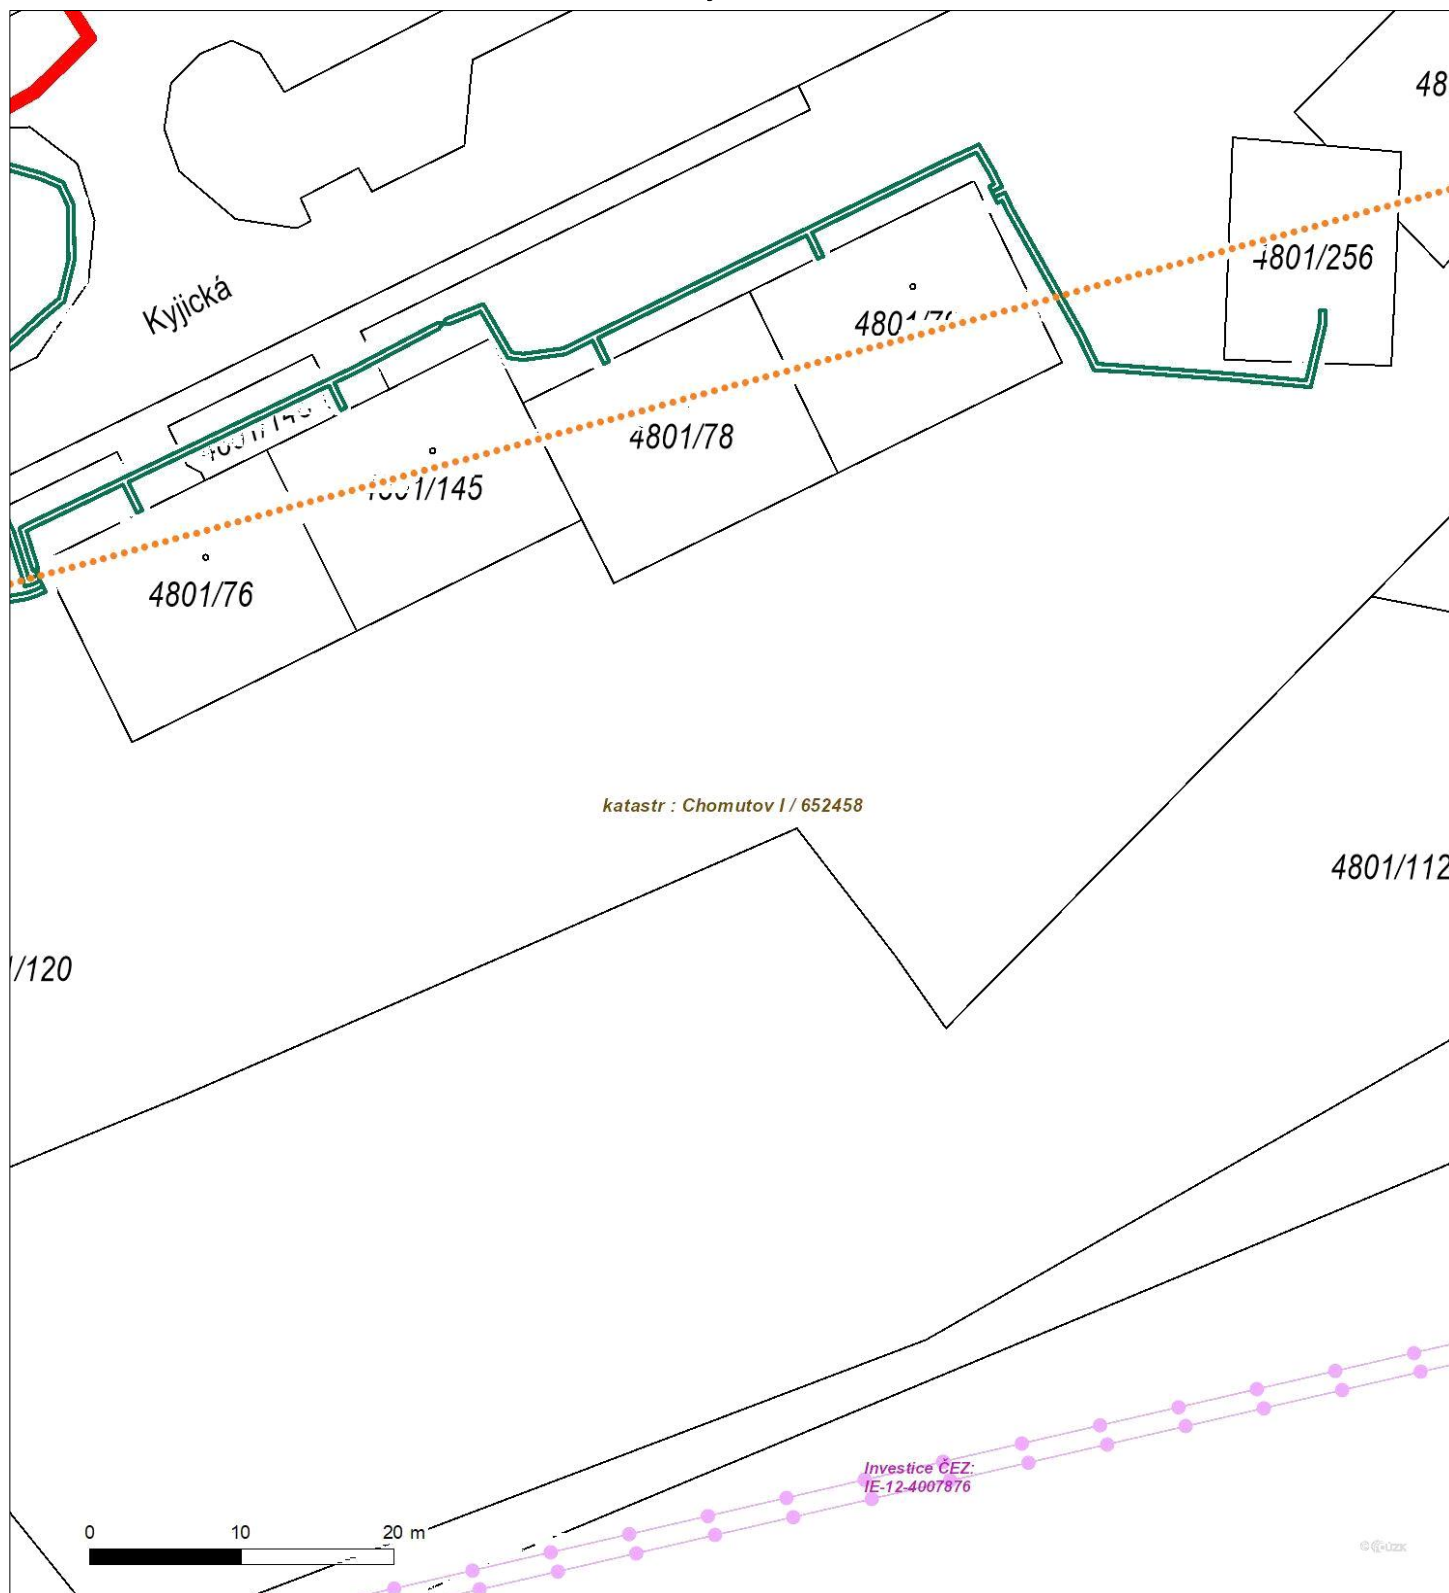 48
4801/256
Kyjická
4801/78
4801/76
katastr : Chomutov I / 652458
4801/112
/120
Investice ČEZ:
IE-12-4007876
0 10 20 m